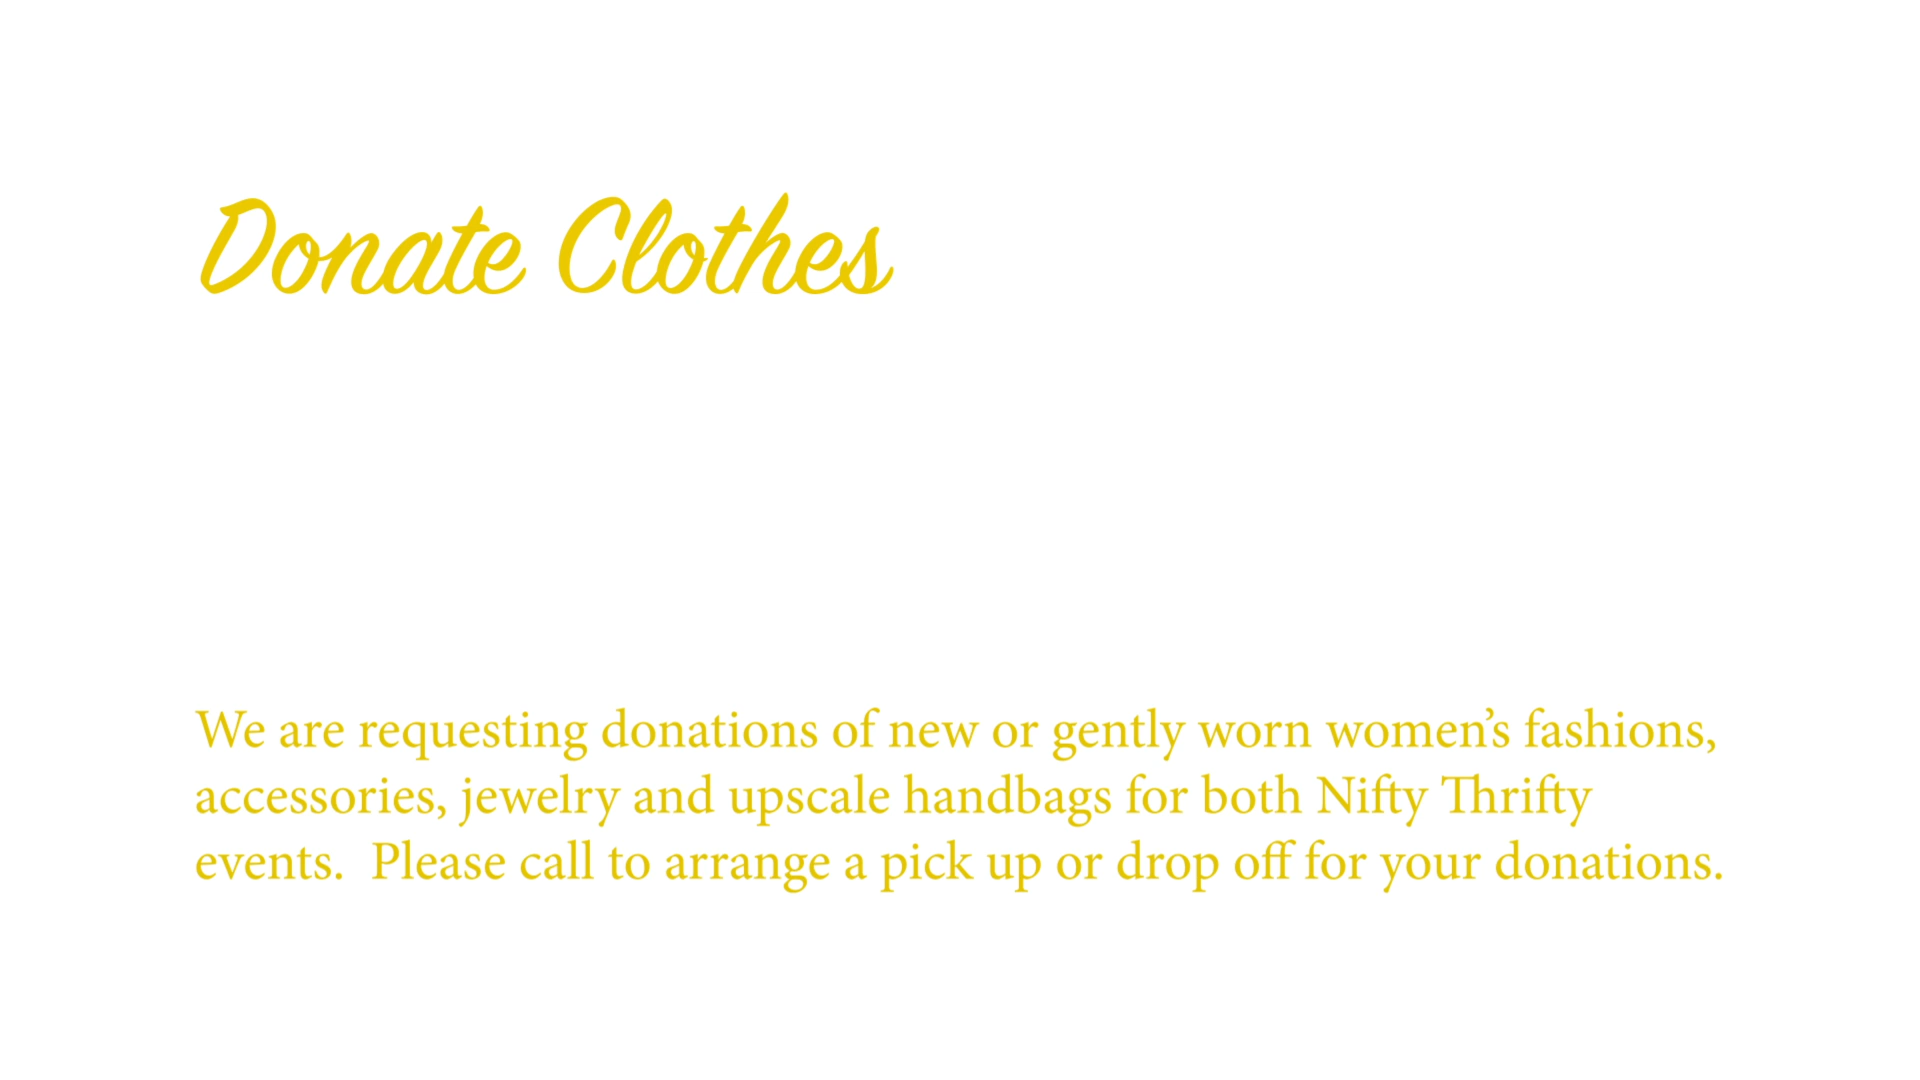 Donate Clothes
We are requesting donations of new or gently worn women’s fashions,
accessories, jewelry and upscale handbags for both Nifty Thrifty
events.  Please call to arrange a pick up or drop off for your donations.